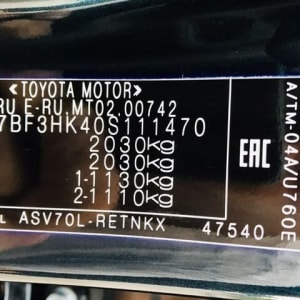 <TOYOTA MOTOR>
RU E-RU.MT02.00742
7BF3HK40S111470
2030kg
2030kg
1-1130kg
2-1110kg
EAC
ASV70L-RETNKX 47540
A/TM-04A/U760E